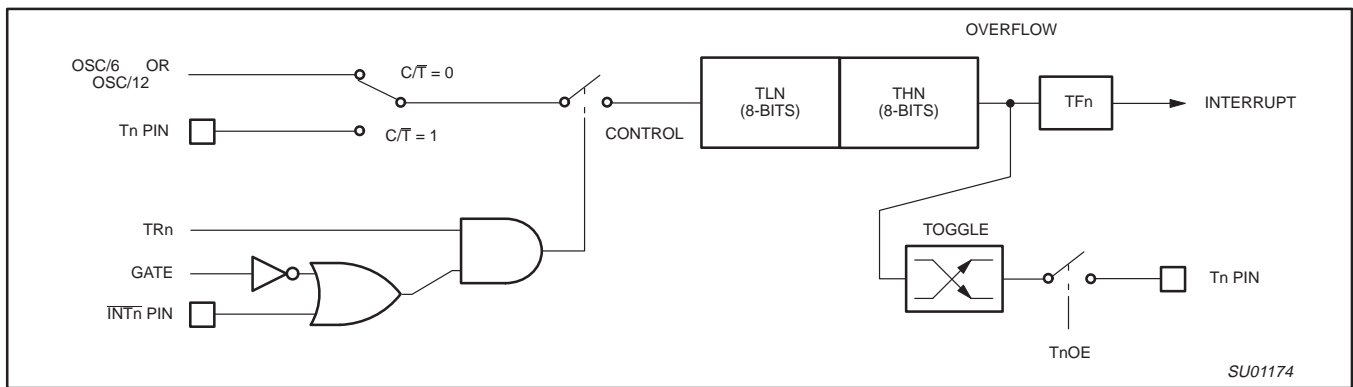 OVERFLOW
OSC/6 OR
OSC/12
C/T̅ = 0
TLN
(8-BITS)
THN
(8-BITS)
TFn
INTERRUPT
Tn PIN
C/T̅ = 1
CONTROL
TRn
TOGGLE
GATE
Tn PIN
I̅N̅T̅n̅ PIN
TnOE
SU01174